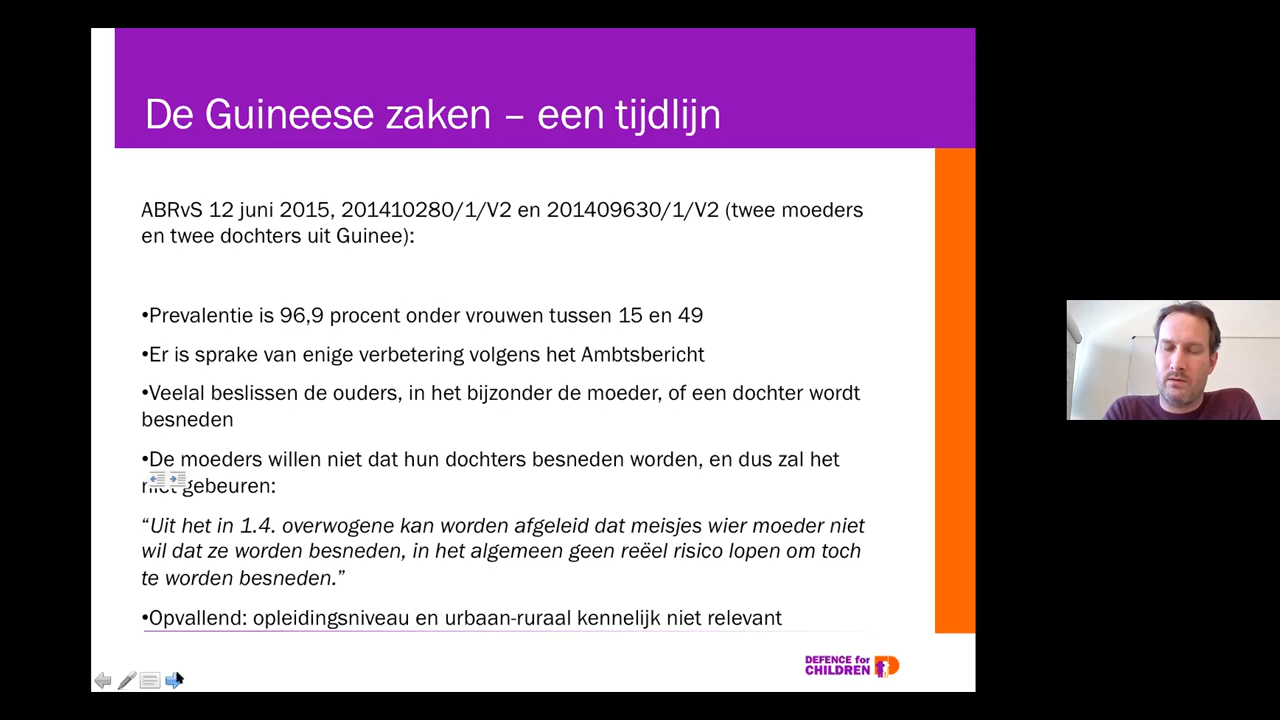 De Guineese zaken – een tijdlijn
ABRvS 12 juni 2015, 201410280/1/V2 en 201409630/1/V2 (twee moeders
en twee dochters uit Guinee):
•Prevalentie is 96,9 procent onder vrouwen tussen 15 en 49
•Er is sprake van enige verbetering volgens het Ambtsbericht
•Veelal beslissen de ouders, in het bijzonder de moeder, of een dochter wordt
besneden
•De moeders willen niet dat hun dochters besneden worden, en dus zal het
niet gebeuren:
“Uit het in 1.4. overwogene kan worden afgeleid dat meisjes wier moeder niet
wil dat ze worden besneden, in het algemeen geen reëel risico lopen om toch
te worden besneden.”
•Opvallend: opleidingsniveau en urbaan-ruraal kennelijk niet relevant
DEFENCE for
CHILDREN